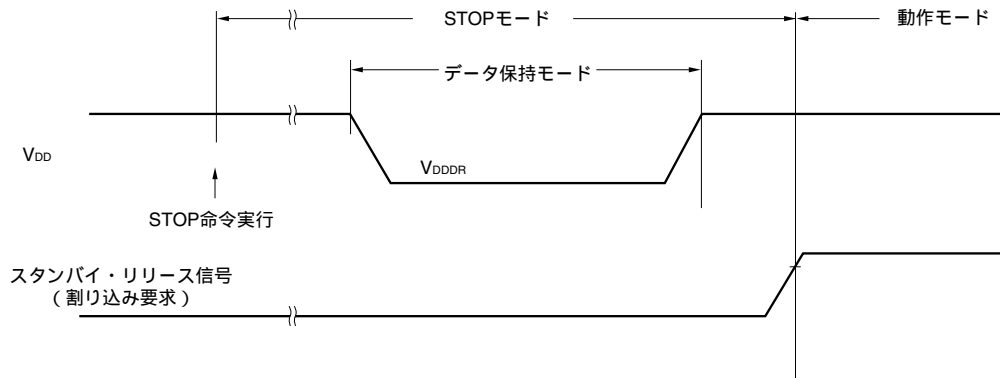 STOPモード
動作モード
データ保持モード
VDD
VDDDR
STOP命令実行
スタンバイ・リリース信号
(割り込み要求)